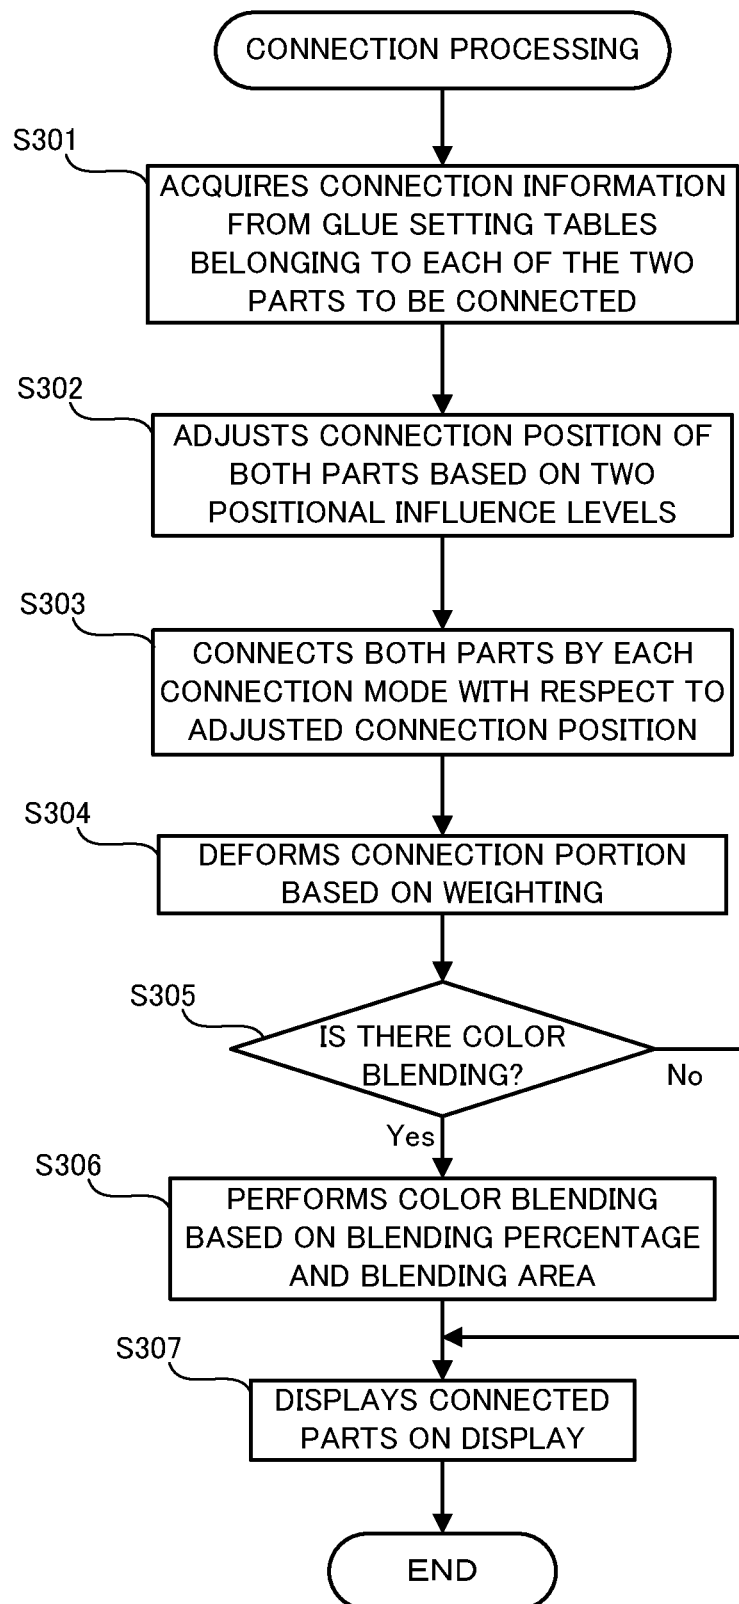 CONNECTION PROCESSING
S301
ACQUIRES CONNECTION INFORMATION
FROM GLUE SETTING TABLES
BELONGING TO EACH OF THE TWO
PARTS TO BE CONNECTED
S302
ADJUSTS CONNECTION POSITION OF
BOTH PARTS BASED ON TWO
POSITIONAL INFLUENCE LEVELS
S303
CONNECTS BOTH PARTS BY EACH
CONNECTION MODE WITH RESPECT TO
ADJUSTED CONNECTION POSITION
S304
DEFORMS CONNECTION PORTION
BASED ON WEIGHTING
S305
IS THERE COLOR
BLENDING?
No
Yes
S306
PERFORMS COLOR BLENDING
BASED ON BLENDING PERCENTAGE
AND BLENDING AREA
S307
DISPLAYS CONNECTED
PARTS ON DISPLAY
END